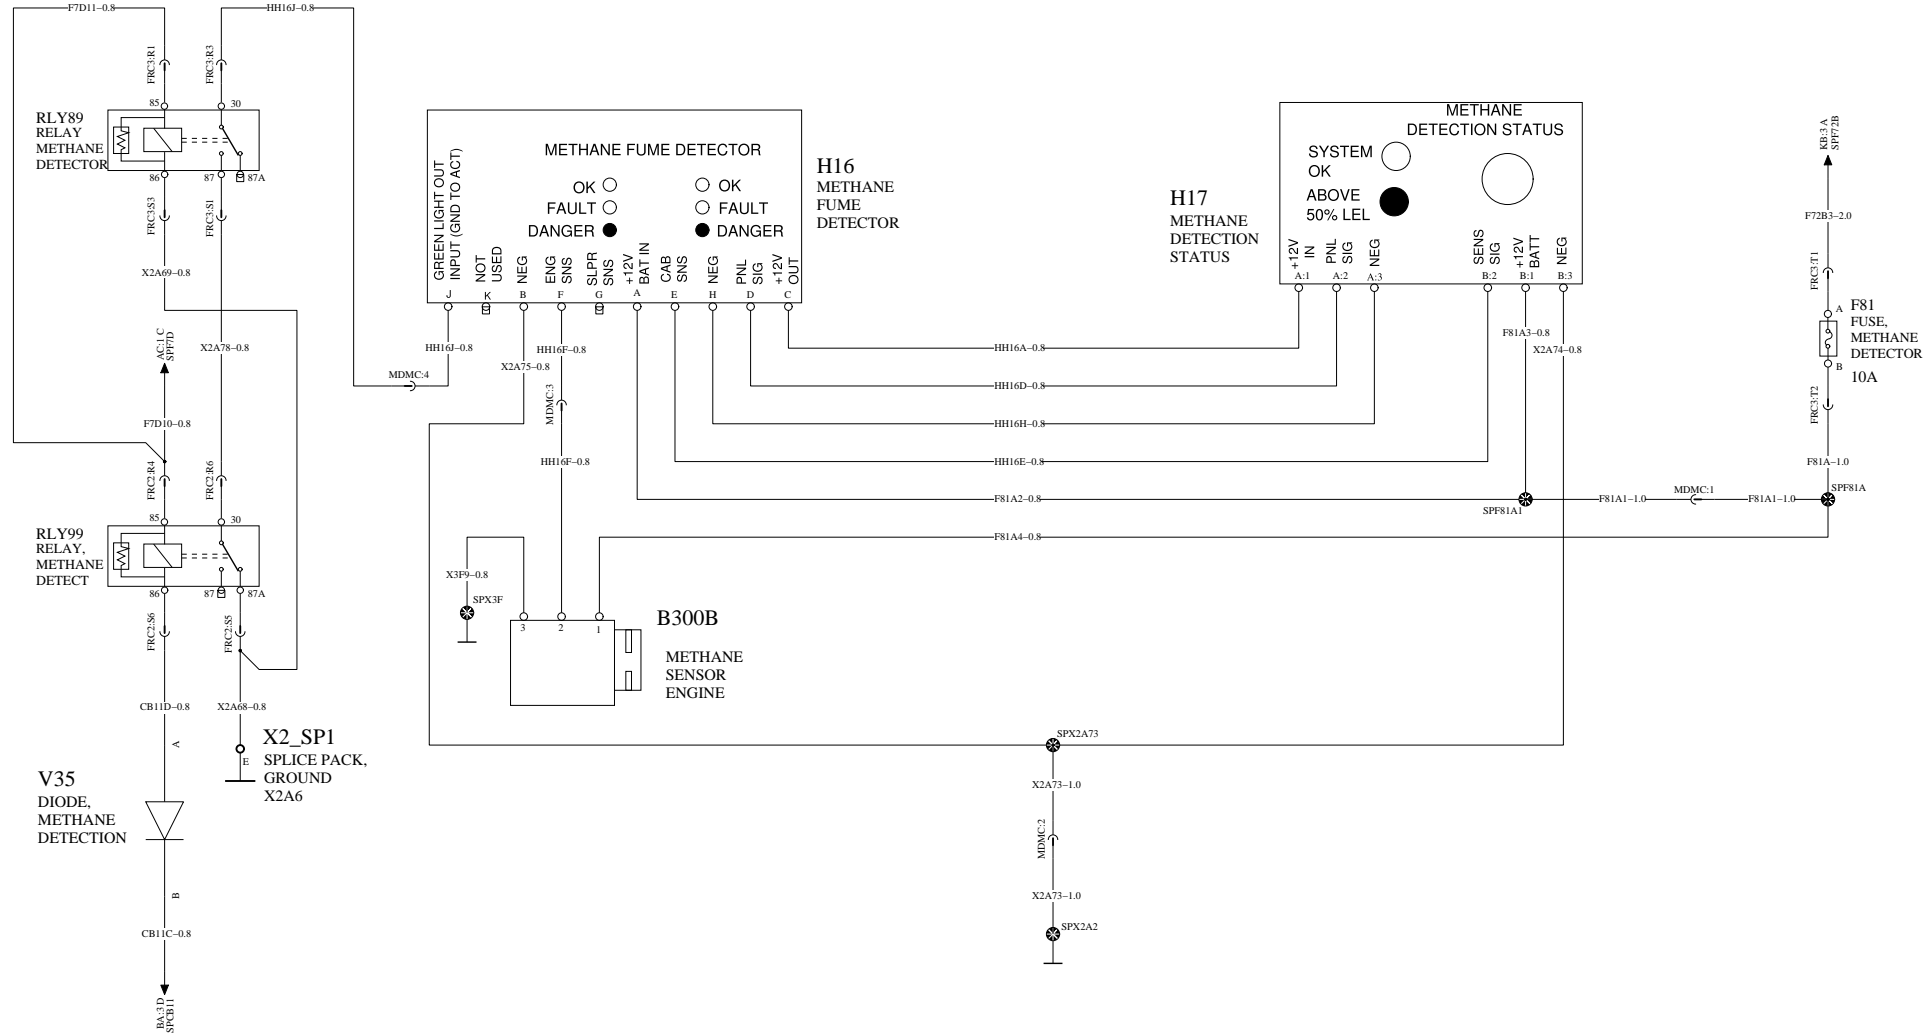 F7D11–0.8
HH16J–0.8
FRC3:R1
FRC3:R3
85
30
RLY89
RELAY
METHANE
DETECTOR
86
87
87A
FRC3:S3
FRC3:S1
X2A69–0.8
AC:1 C
SPF7D
X2A78–0.8
F7D10–0.8
FRC2:R4
FRC2:R6
85
30
RLY99
RELAY,
METHANE
DETECT
86
87
87A
FRC2:S6
FRC2:S5
CB11D–0.8
X2A68–0.8
A
E
X2_SP1
SPLICE PACK,
GROUND
X2A6
V35
DIODE,
METHANE
DETECTION
B
CB11C–0.8
BA:3 D
SPCB11
METHANE FUME DETECTOR
OK
FAULT
DANGER
OK
FAULT
DANGER
GREEN LIGHT OUT
INPUT (GND TO ACT)
NOT
USED
NEG
ENG
SNS
SLPR
SNS
+12V
BAT IN
CAB
SNS
NEG
PNL
SIG
+12V
OUT
J
K
B
F
G
A
E
H
D
C
H16
METHANE
FUME
DETECTOR
HH16J–0.8
MDMC:4
X2A75–0.8
HH16F–0.8
MDMC:3
HH16F–0.8
HH16A–0.8
HH16D–0.8
HH16H–0.8
HH16E–0.8
F81A2–0.8
F81A4–0.8
X3F9–0.8
SPX3F
3
2
1
B300B
METHANE
SENSOR
ENGINE
METHANE
DETECTION STATUS
SYSTEM
OK
ABOVE
50% LEL
+12V
IN
PNL
SIG
NEG
SENS
SIG
+12V
BATT
NEG
A:1
A:2
A:3
B:2
B:1
B:3
H17
METHANE
DETECTION
STATUS
F81A3–0.8
X2A74–0.8
SPF81A1
F81A1–1.0
MDMC:1
F81A1–1.0
SPF81A
KB:3 A
SPF72B
F72B3–2.0
FRC3:T1
A
F81
FUSE,
METHANE
DETECTOR
B
10A
FRC3:T2
F81A–1.0
SPX2A73
X2A73–1.0
MDMC:2
X2A73–1.0
SPX2A2